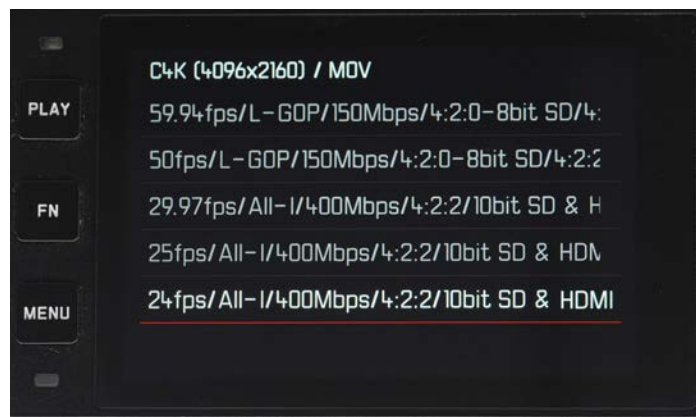 C4K (4096x2160) / MOV
PLAY
59.94fps/L-GOP/150Mbps/4:2:0-8bit SD/4:
50fps/L-GOP/150Mbps/4:2:0-8bit SD/4:2:2
FN
29.97fps/All-I/400Mbps/4:2:2/10bit SD & H
25fps/All-I/400Mbps/4:2:2/10bit SD &
MENU
24fps/All-I/400Mbps/4:2:2/10bit SD & HDMI